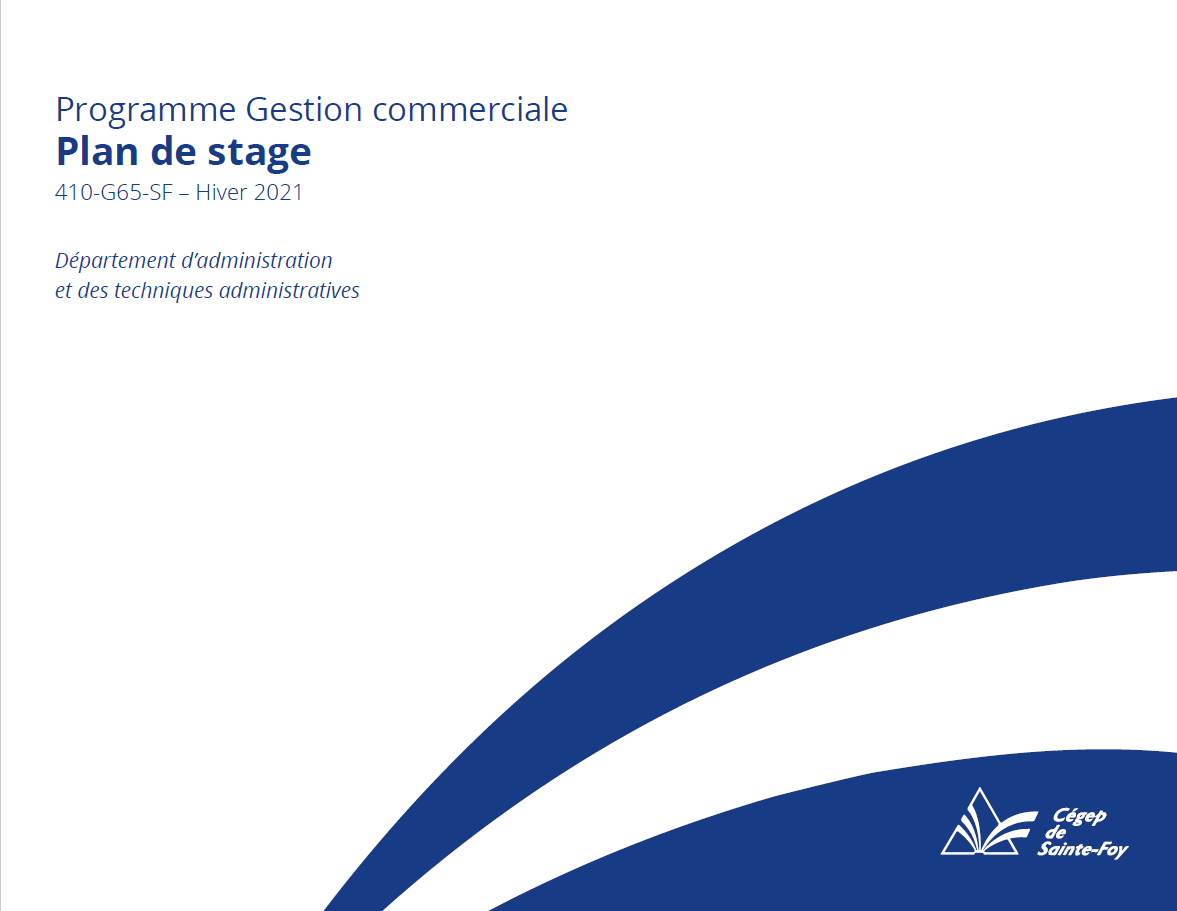 Programme Gestion commerciale
Plan de stage
410-G65-SF – Hiver 2021
Département d’administration
et des techniques administratives
Cégep
de
Sainte-Foy